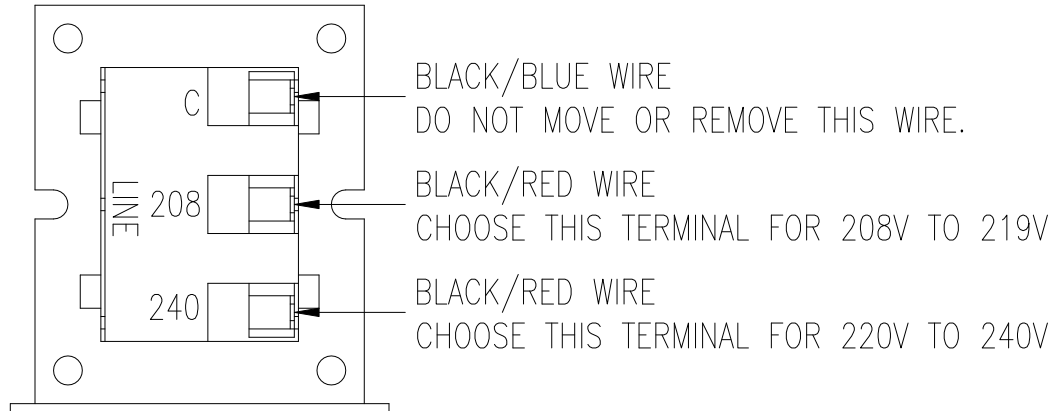 C
BLACK/BLUE WIRE
DO NOT MOVE OR REMOVE THIS WIRE.
LINE
208
BLACK/RED WIRE
CHOOSE THIS TERMINAL FOR 208V TO 219V
240
BLACK/RED WIRE
CHOOSE THIS TERMINAL FOR 220V TO 240V